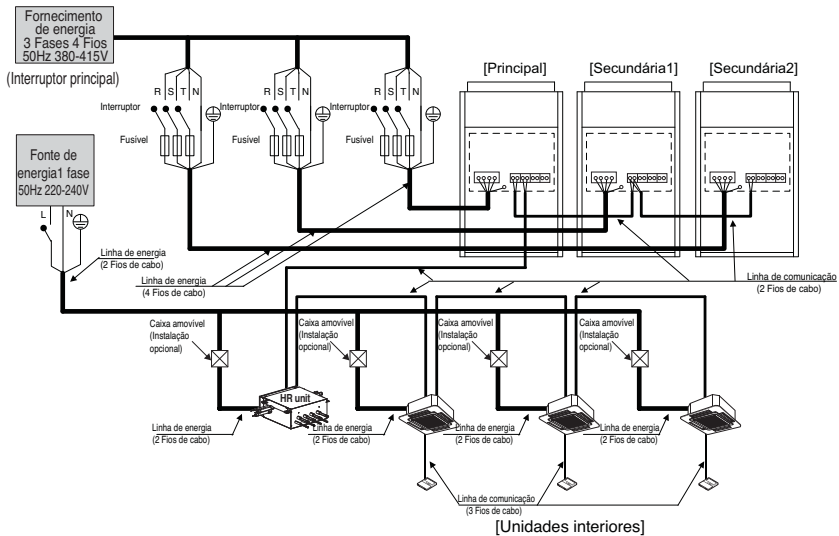 Fornecimento
de energia
3 Fases 4 Fios
50Hz 380-415V
(Interruptor principal)
R S T N
Interruptor
Fusível
R S T N
Interruptor
Fusível
R S T N
Interruptor
Fusível
[Principal]
[Secundária1]
[Secundária2]
Fonte de
energia1 fase
50Hz 220-240V
L N
Linha de energia
(2 Fios de cabo)
Linha de energia
(4 Fios de cabo)
Linha de comunicação
(2 Fios de cabo)
Caixa amovível
(Instalação
opcional)
Caixa amovível
(Instalação
opcional)
Caixa amovível
(Instalação
opcional)
HR unit
Linha de energia
(2 Fios de cabo)
Linha de energia
(2 Fios de cabo)
Linha de energia
(2 Fios de cabo)
Linha de energia
(2 Fios de cabo)
Linha de comunicação
(3 Fios de cabo)
[Unidades interiores]